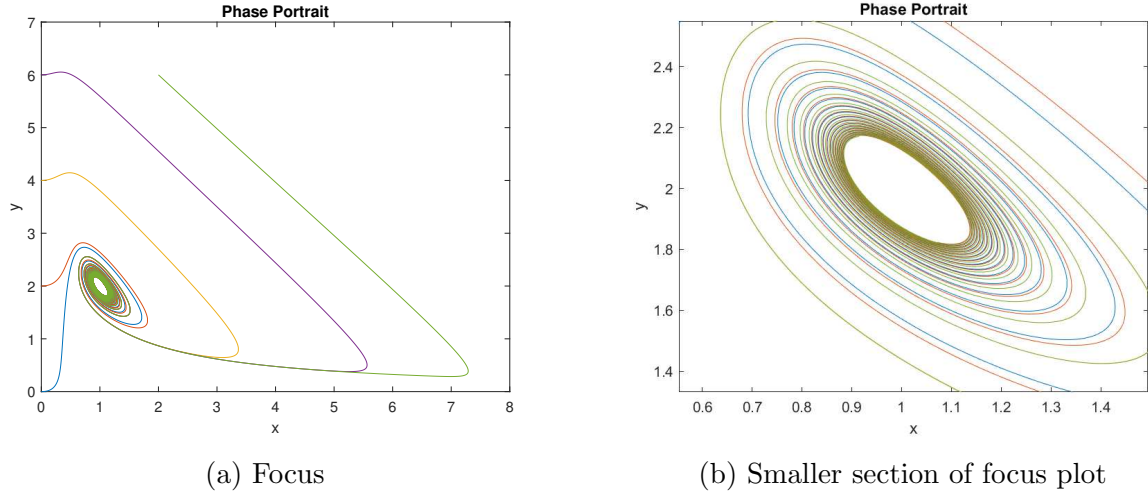 Phase Portrait
7
6
5
4
3
2
1
0
y
0 1 2 3 4 5 6 7 8
x
(a) Focus
Phase Portrait
2.4
2.2
2
1.8
1.6
1.4
y
0.6 0.7 0.8 0.9 1 1.1 1.2 1.3 1.4
x
(b) Smaller section of focus plot